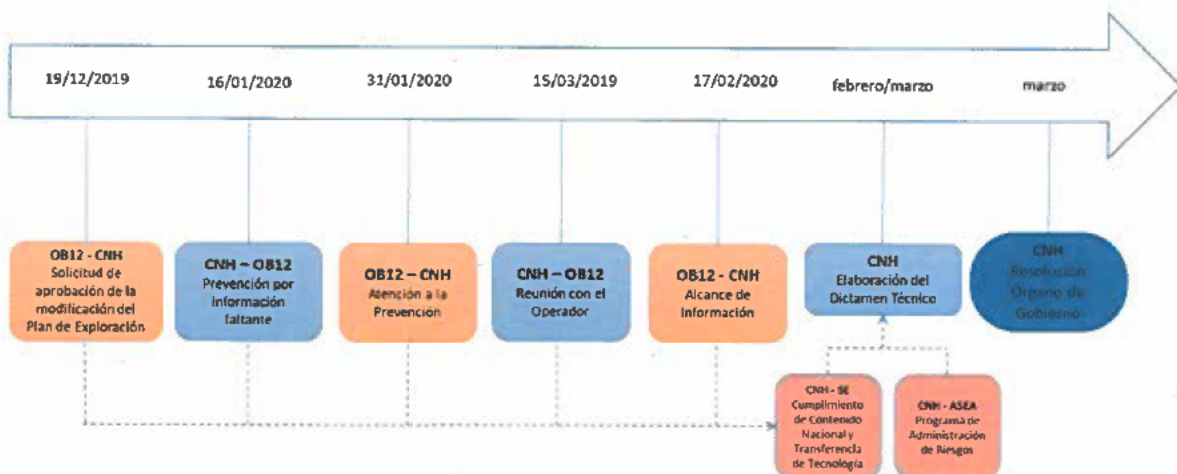 19/12/2019
16/01/2020
31/01/2020
15/03/2019
17/02/2020
febrero/marzo
marzo
OB12 - CNH
Solicitud de
aprobación de la
modificación del
Plan de Exploración
CNH – OB12
Prevención por
información
faltante
OB12 – CNH
Atención a la
Prevención
CNH – OB12
Reunión con el
Operador
OB12 - CNH
Alcance de
Información
CNH
Elaboración del
Dictamen Técnico
CNH
Resolución
Órgano de
Gobierno
CNH - SE
Cumplimiento
de Contenido
Nacional y
Transferencia
de Tecnología
CNH - ASEA
Programa de
Administración
de Riesgos